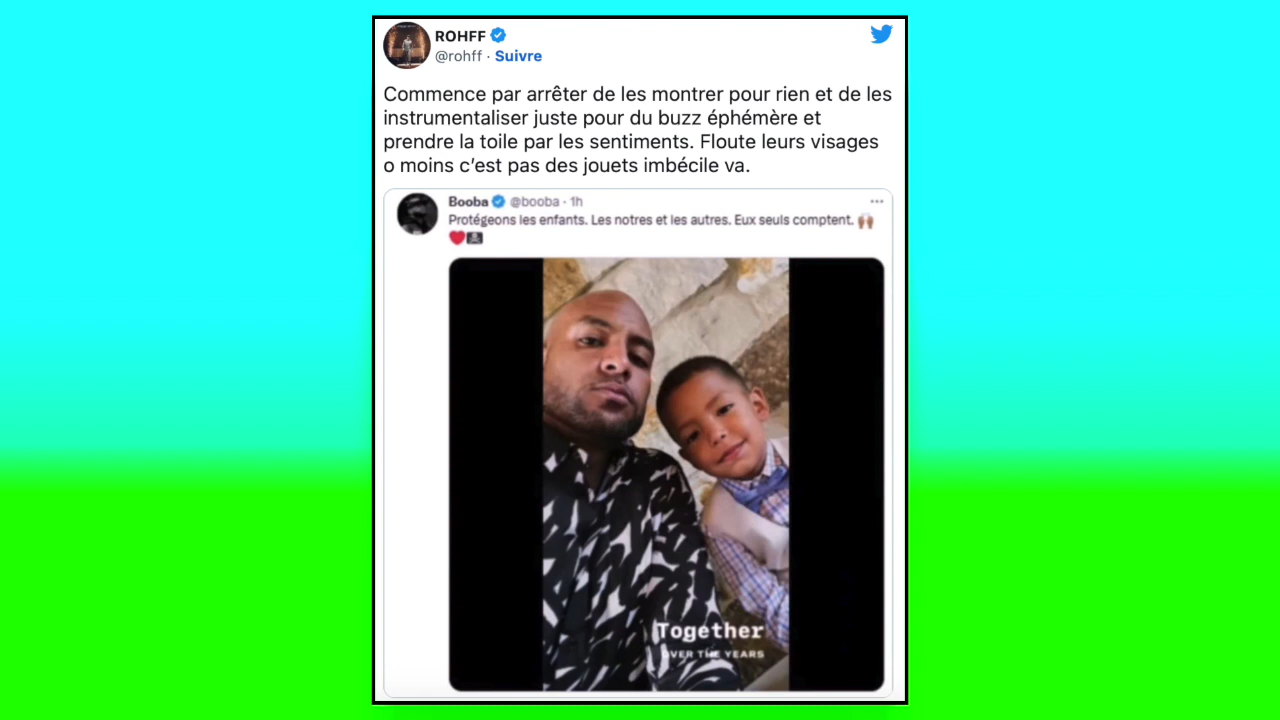 ROHFF
@rohff · Suivre
Commence par arrêter de les montrer pour rien et de les
instrumentaliser juste pour du buzz éphémère et
prendre la toile par les sentiments. Floute leurs visages
o moins c’est pas des jouets imbécile va.
Booba @booba · 1h
Protégeons les enfants. Les notres et les autres. Eux seuls comptent. 🙌🏽
❤️🏴‍☠️
Together
OVER THE YEARS